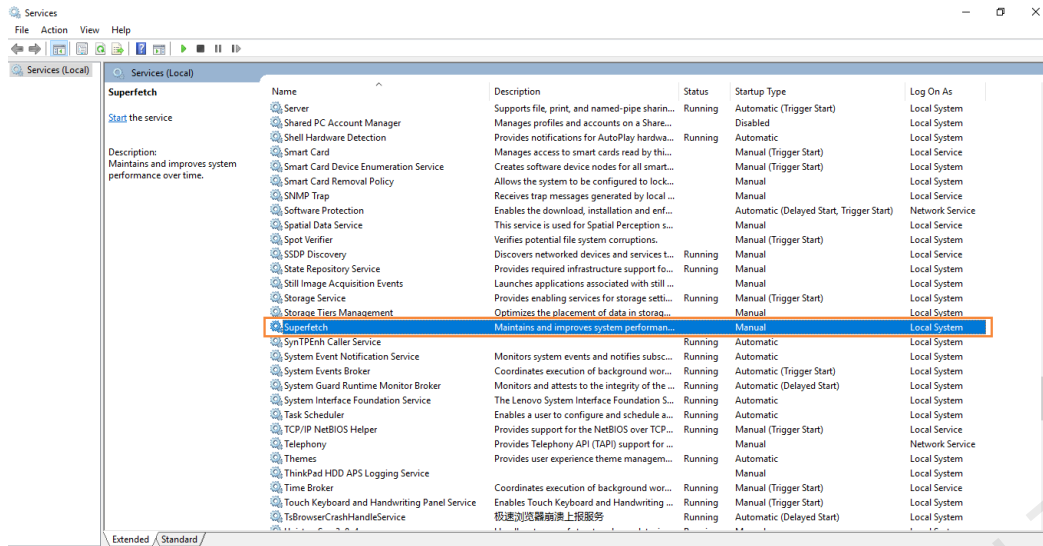 Services
File Action View Help
Services (Local)
Services (Local)
Superfetch
Start the service
Description:
Maintains and improves system
performance over time.
Name Description Status Startup Type Log On As
Server Supports file, print, and named-pipe sharin... Running Automatic (Trigger Start) Local System
Shared PC Account Manager Manages profiles and accounts on a Share... Disabled Local System
Shell Hardware Detection Provides notifications for AutoPlay hardwa... Running Automatic Local System
Smart Card Manages access to smart cards read by thi... Manual (Trigger Start) Local Service
Smart Card Device Enumeration Service Creates software device nodes for all smart... Manual (Trigger Start) Local System
Smart Card Removal Policy Allows the system to be configured to lock... Manual Local System
SNMP Trap Receives trap messages generated by local ... Manual Local Service
Software Protection Enables the download, installation and enf... Automatic (Delayed Start, Trigger Start) Network Service
Spatial Data Service This service is used for Spatial Perception s... Manual Local Service
Spot Verifier Verifies potential file system corruptions. Manual (Trigger Start) Local System
SSDP Discovery Discovers networked devices and services t... Running Manual Local Service
State Repository Service Provides required infrastructure support fo... Running Manual Local System
Still Image Acquisition Events Launches applications associated with still ... Manual Local System
Storage Service Provides enabling services for storage setti... Running Manual (Trigger Start) Local System
Storage Tiers Management Optimizes the placement of data in storag... Manual Local System
Superfetch Maintains and improves system performan... Manual Local System
SynTPEnh Caller Service Running Automatic Local System
System Event Notification Service Monitors system events and notifies subsc... Running Automatic Local System
System Events Broker Coordinates execution of background wor... Running Automatic (Trigger Start) Local System
System Guard Runtime Monitor Broker Monitors and attests to the integrity of the ... Running Automatic (Delayed Start) Local System
System Interface Foundation Service The Lenovo System Interface Foundation S... Running Automatic Local System
Task Scheduler Enables a user to configure and schedule a... Running Automatic Local System
TCP/IP NetBIOS Helper Provides support for the NetBIOS over TCP... Running Manual (Trigger Start) Local Service
Telephony Provides Telephony API (TAPI) support for ... Manual Network Service
Themes Provides user experience theme managem... Running Automatic Local System
ThinkPad HDD APS Logging Service Manual Local System
Time Broker Coordinates execution of background wor... Running Manual (Trigger Start) Local Service
Touch Keyboard and Handwriting Panel Service Enables Touch Keyboard and Handwriting ... Running Manual (Trigger Start) Local System
TsBrowserCrashHandleService 极速浏览器崩溃上报服务 Running Automatic (Delayed Start) Local System
Extended Standard